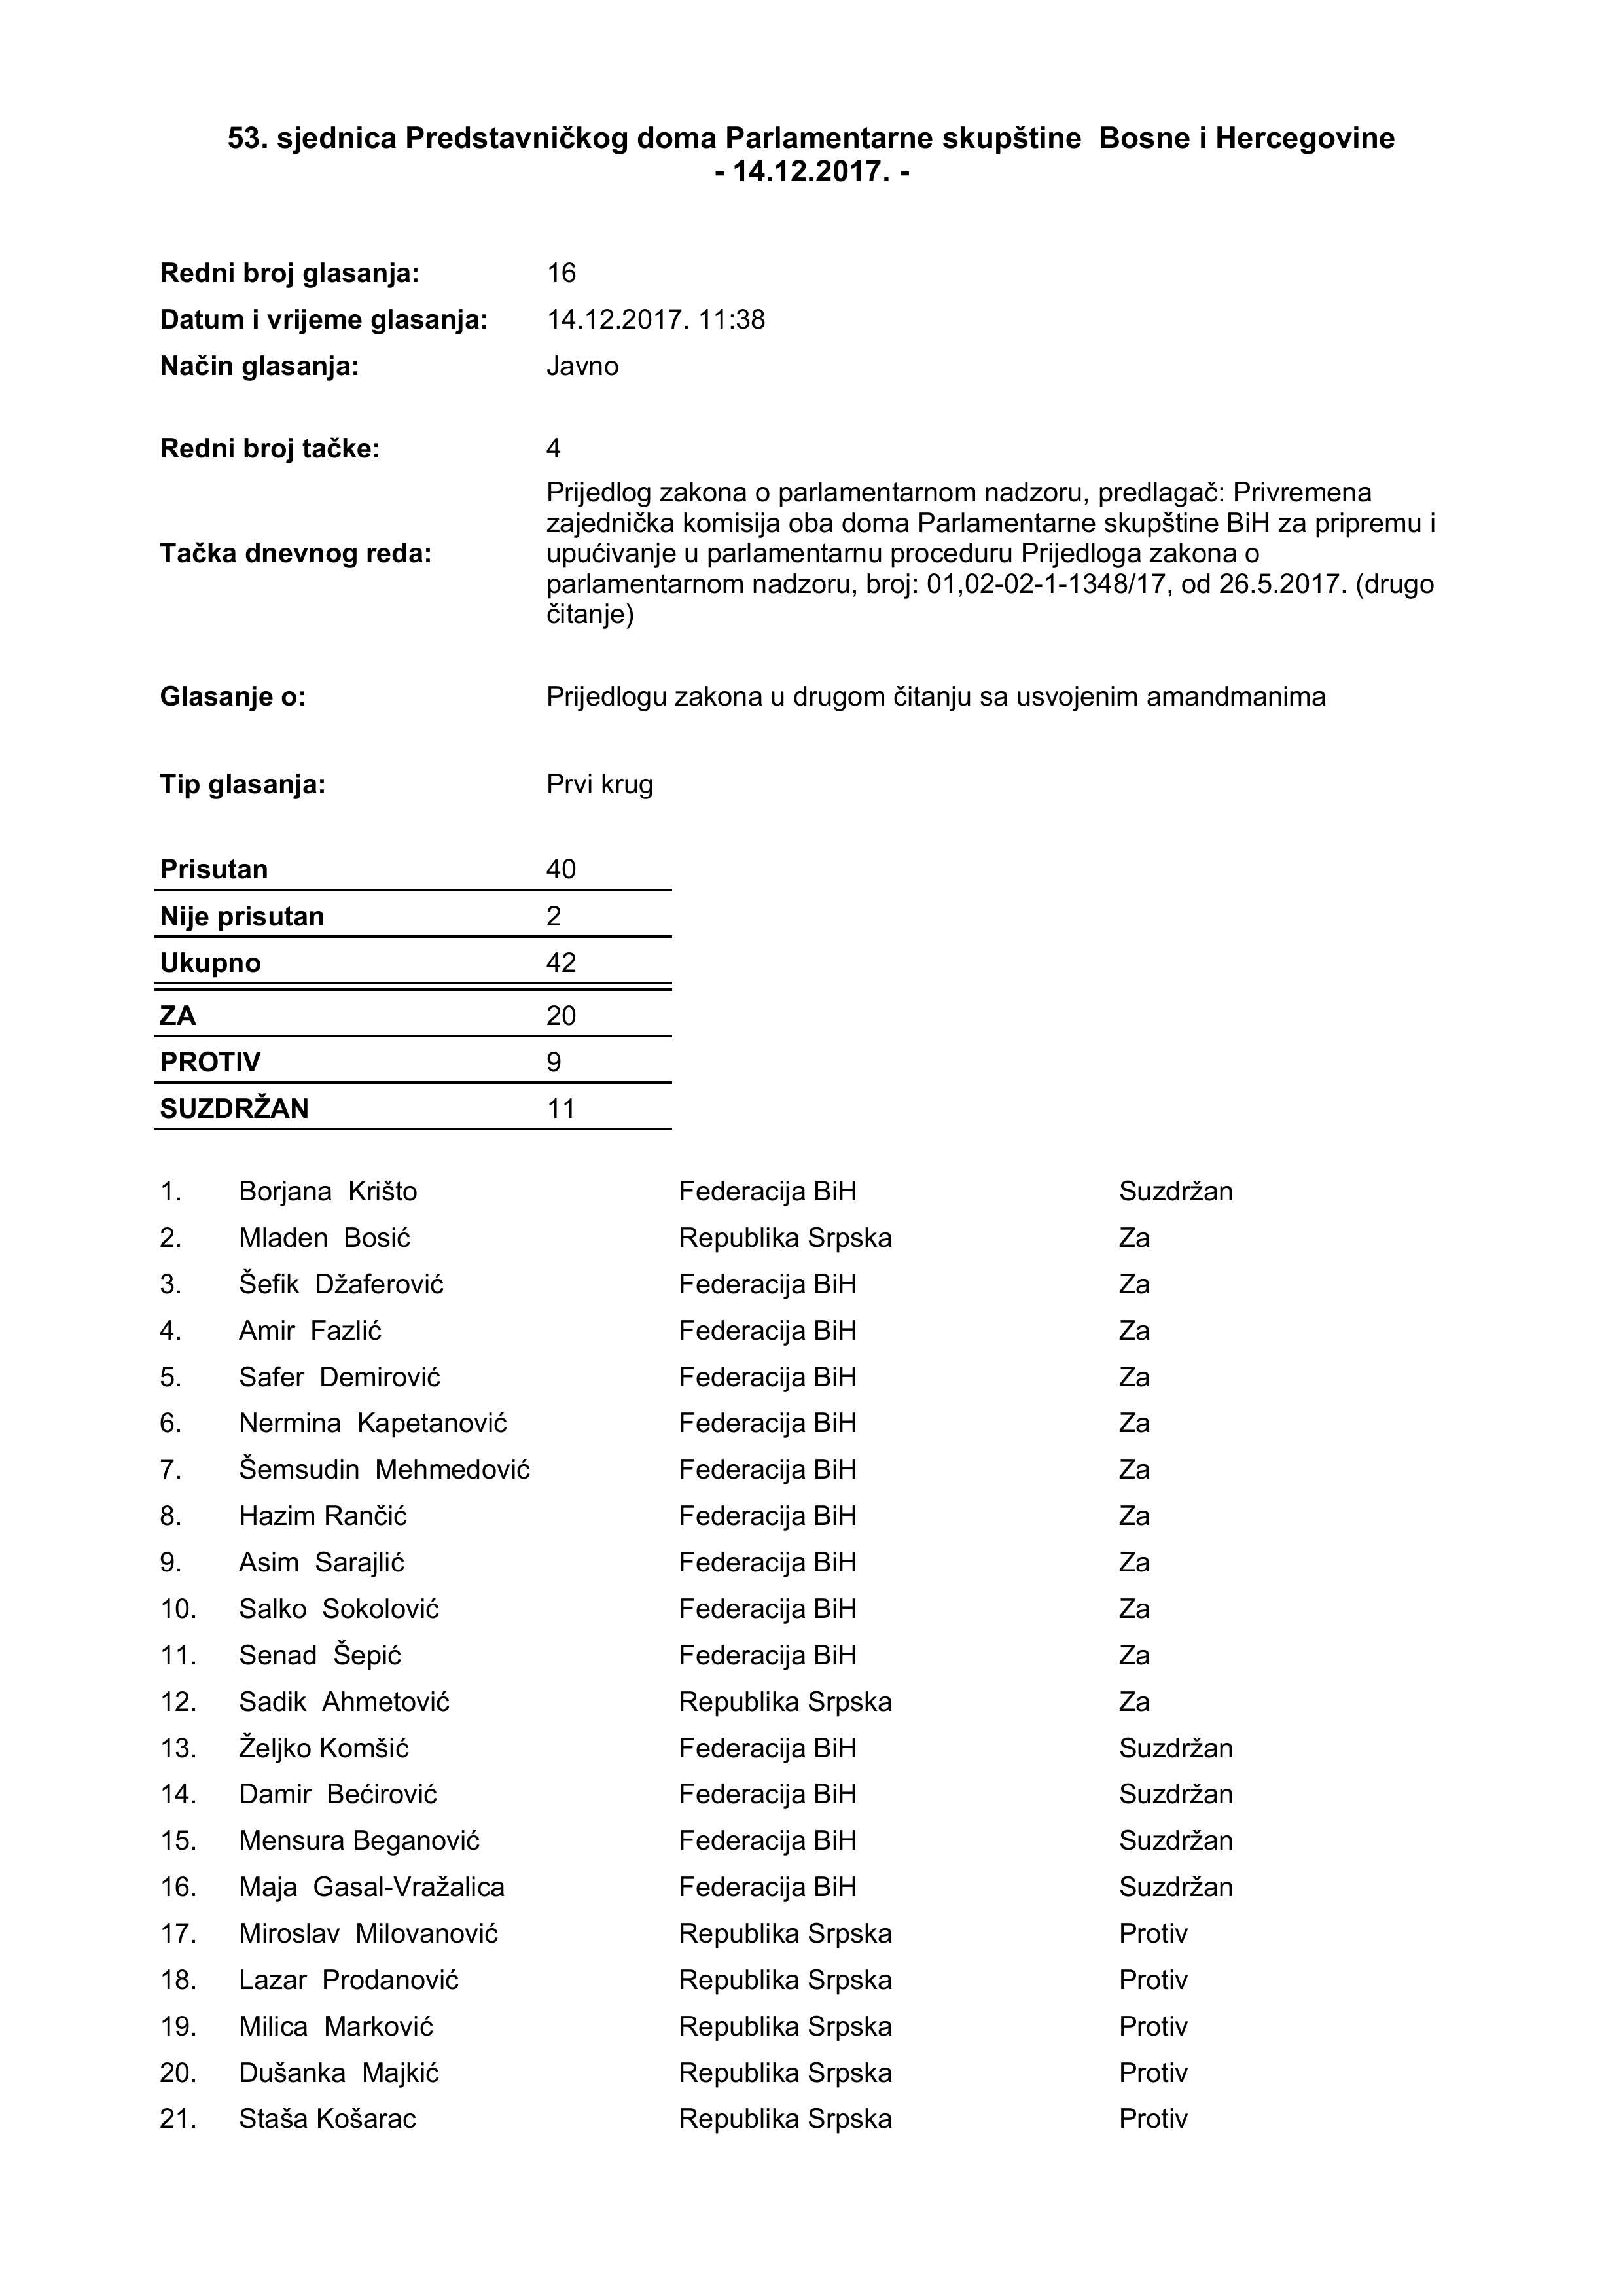 53. sjednica Predstavničkog doma Parlamentarne skupštine  Bosne i Hercegovine
- 14.12.2017. -
Redni broj glasanja: 16
Datum i vrijeme glasanja: 14.12.2017. 11:38
Način glasanja: Javno
Redni broj tačke: 4
Tačka dnevnog reda: Prijedlog zakona o parlamentarnom nadzoru, predlagač: Privremena
zajednička komisija oba doma Parlamentarne skupštine BiH za pripremu i
upućivanje u parlamentarnu proceduru Prijedloga zakona o
parlamentarnom nadzoru, broj: 01,02-02-1-1348/17, od 26.5.2017. (drugo
čitanje)
Glasanje o: Prijedlogu zakona u drugom čitanju sa usvojenim amandmanima
Tip glasanja: Prvi krug
Prisutan 40
Nije prisutan 2
Ukupno 42
ZA 20
PROTIV 9
SUZDRŽAN 11
1. Borjana Krišto Federacija BiH Suzdržan
2. Mladen Bosić Republika Srpska Za
3. Šefik Džaferović Federacija BiH Za
4. Amir Fazlić Federacija BiH Za
5. Safer Demirović Federacija BiH Za
6. Nermina Kapetanović Federacija BiH Za
7. Šemsudin Mehmedović Federacija BiH Za
8. Hazim Rančić Federacija BiH Za
9. Asim Sarajlić Federacija BiH Za
10. Salko Sokolović Federacija BiH Za
11. Senad Šepić Federacija BiH Za
12. Sadik Ahmetović Republika Srpska Za
13. Željko Komšić Federacija BiH Suzdržan
14. Damir Bećirović Federacija BiH Suzdržan
15. Mensura Beganović Federacija BiH Suzdržan
16. Maja Gasal-Vražalica Federacija BiH Suzdržan
17. Miroslav Milovanović Republika Srpska Protiv
18. Lazar Prodanović Republika Srpska Protiv
19. Milica Marković Republika Srpska Protiv
20. Dušanka Majkić Republika Srpska Protiv
21. Staša Košarac Republika Srpska Protiv